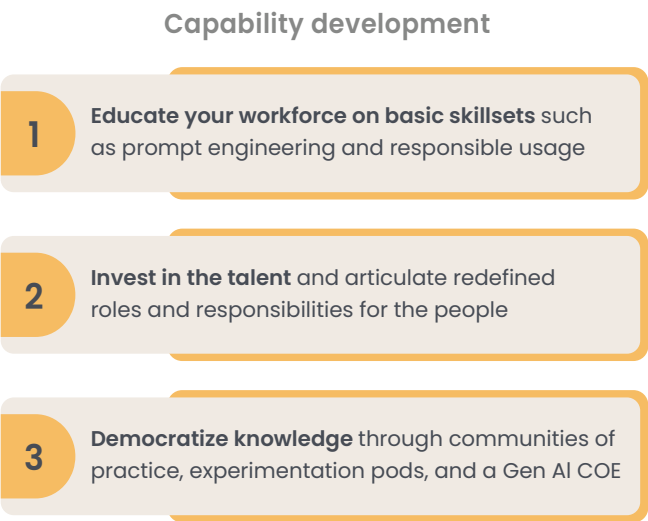 Capability development
1
Educate your workforce on basic skillsets such
as prompt engineering and responsible usage
2
Invest in the talent and articulate redefined
roles and responsibilities for the people
3
Democratize knowledge through communities of
practice, experimentation pods, and a Gen Al COE